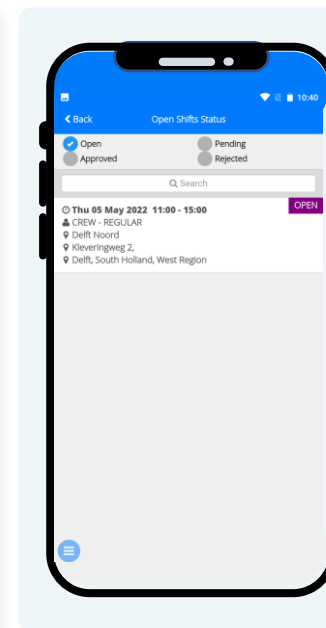 10:40
Back Open Shifts Status
Open Pending
Approved Rejected
Search
Thu 05 May 2022 11:00 - 15:00 OPEN
CREW - REGULAR
Delft Noord
Kleveringweg 2,
Delft, South Holland, West Region